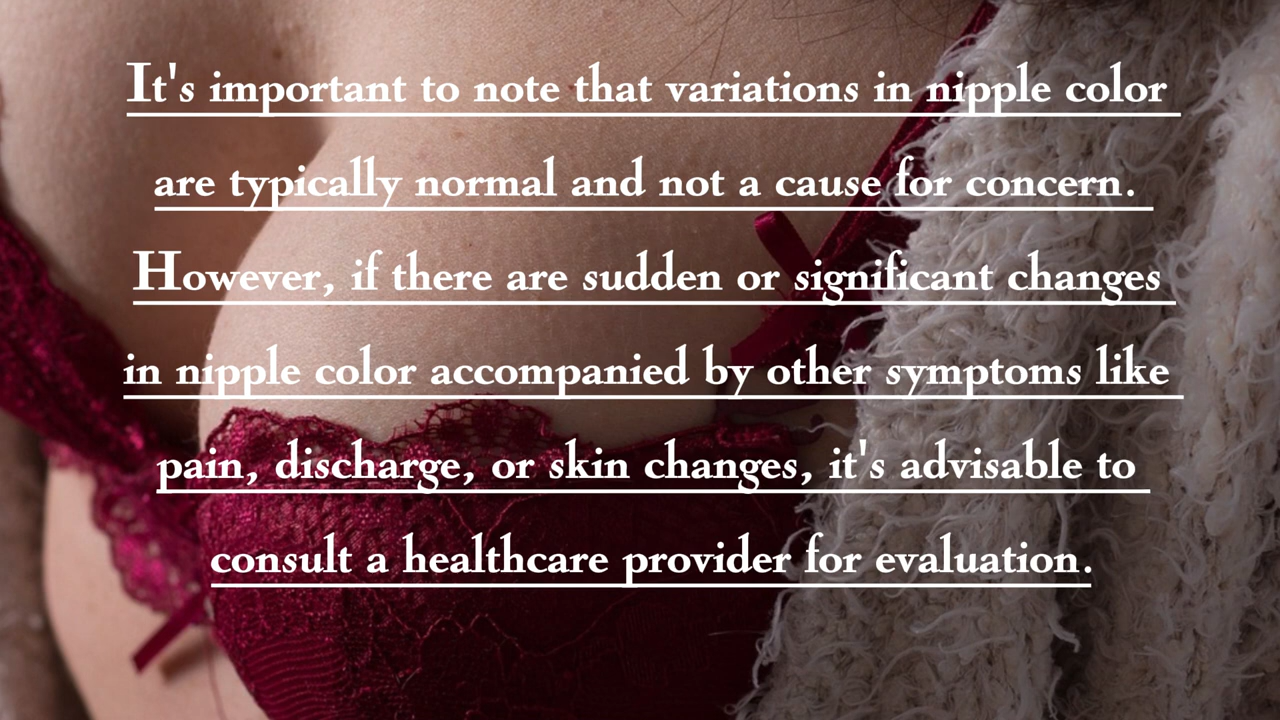 It's important to note that variations in nipple color
are typically normal and not a cause for concern.
However, if there are sudden or significant changes
in nipple color accompanied by other symptoms like
pain, discharge, or skin changes, it's advisable to
consult a healthcare provider for evaluation.